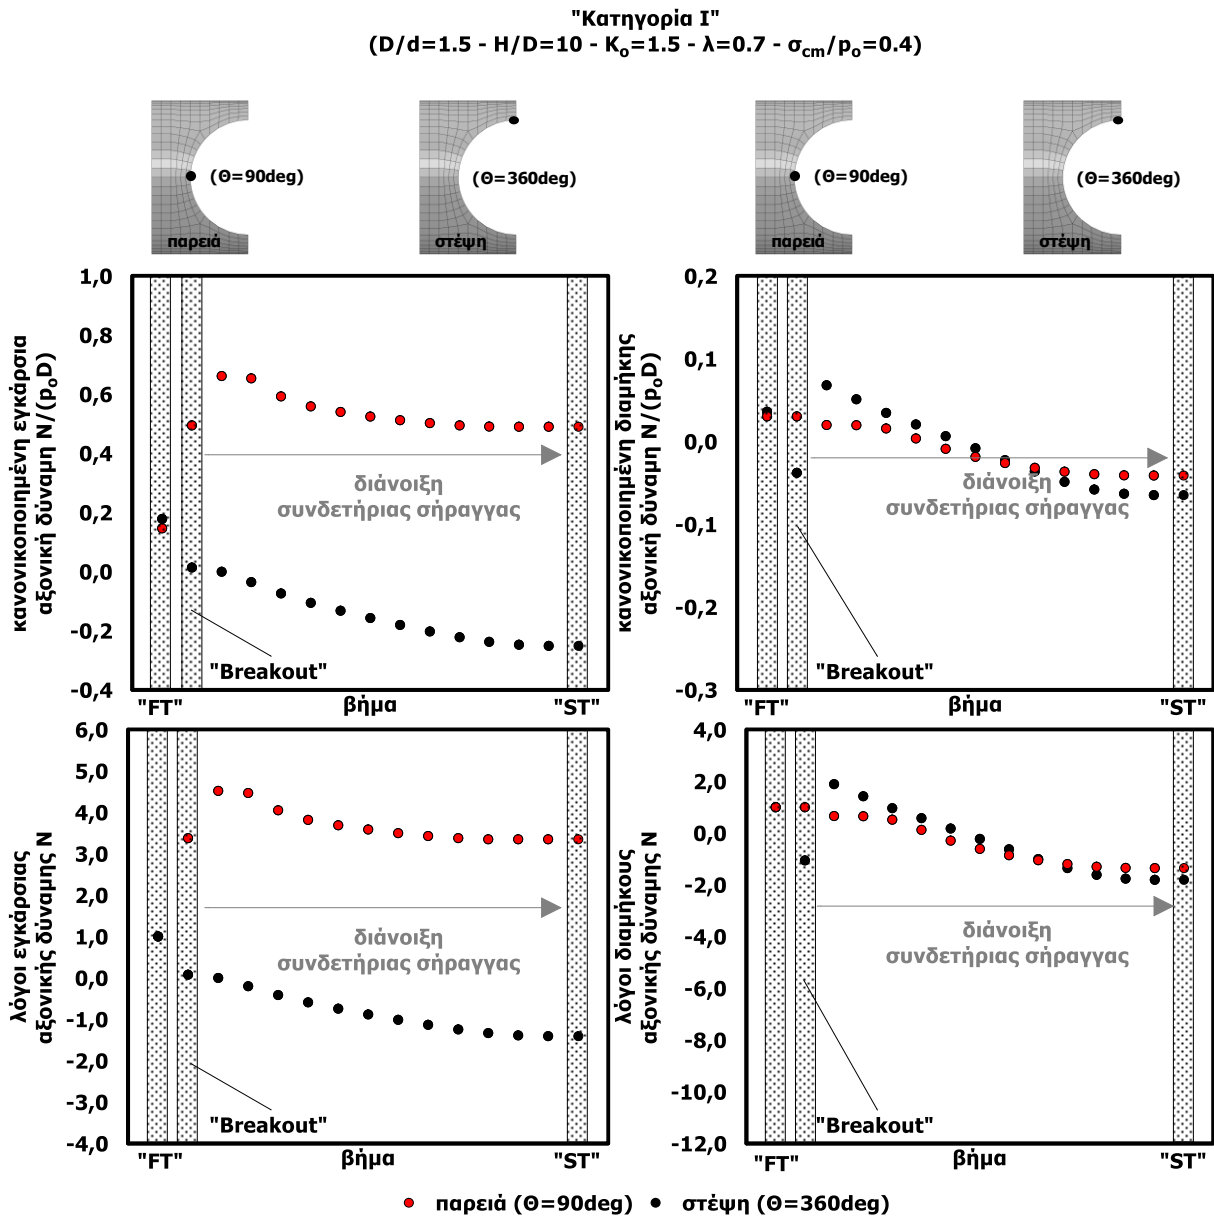 "Κατηγορία Ι"
(D/d=1.5 - H/D=10 - Kₒ=1.5 - λ=0.7 - σcm/pₒ=0.4)
(Θ=90deg)
παρειά
(Θ=360deg)
στέψη
(Θ=90deg)
παρειά
(Θ=360deg)
στέψη
κανονικοποιημένη εγκάρσια
αξονική δύναμη N/(pₒD)
1,0
0,8
0,6
0,4
0,2
0,0
-0,2
-0,4
διάνοιξη
συνδετήριας σήραγγας
"Breakout"
"FT"
βήμα
"ST"
κανονικοποιημένη διαμήκης
αξονική δύναμη N/(pₒD)
0,2
0,1
0,0
-0,1
-0,2
-0,3
διάνοιξη
συνδετήριας σήραγγας
"Breakout"
"FT"
βήμα
"ST"
λόγοι εγκάρσιας
αξονικής δύναμης N
6,0
5,0
4,0
3,0
2,0
1,0
0,0
-1,0
-2,0
-3,0
-4,0
διάνοιξη
συνδετήριας σήραγγας
"Breakout"
"FT"
βήμα
"ST"
λόγοι διαμήκους
αξονικής δύναμης N
4,0
2,0
0,0
-2,0
-4,0
-6,0
-8,0
-10,0
-12,0
διάνοιξη
συνδετήριας σήραγγας
"Breakout"
"FT"
βήμα
"ST"
παρειά (Θ=90deg)
στέψη (Θ=360deg)